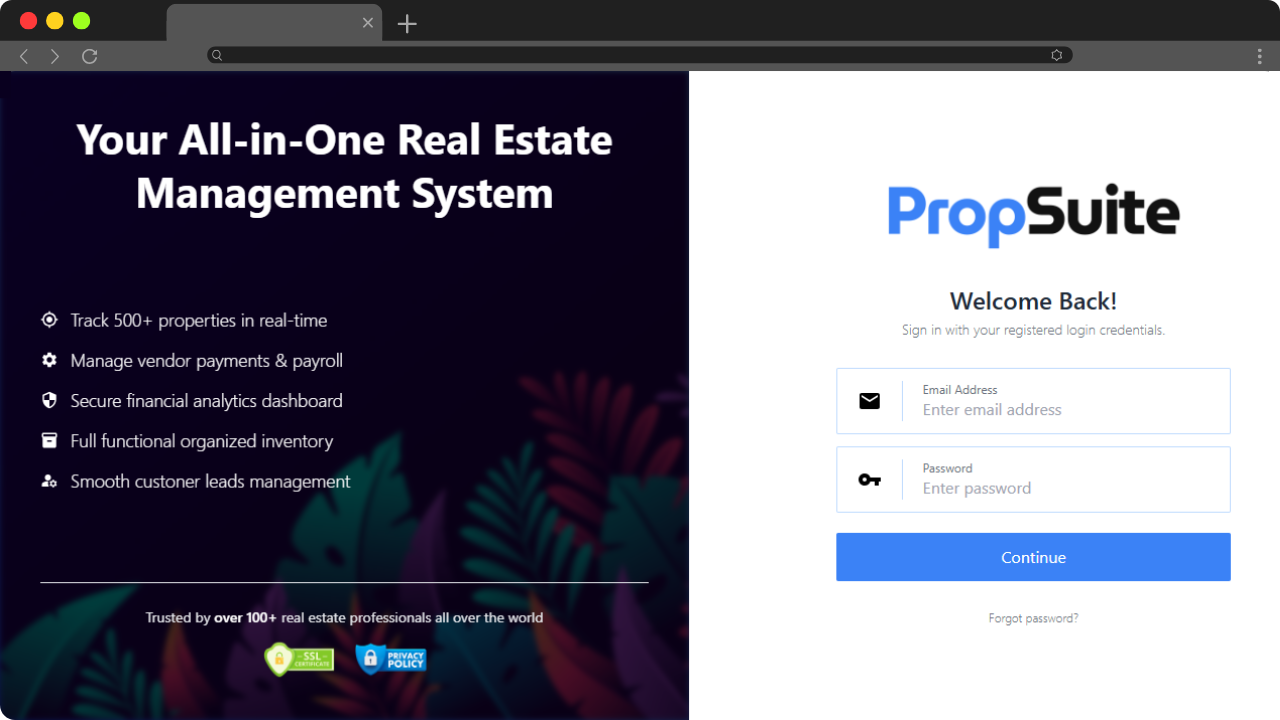 Your All-in-One Real Estate
Management System
Track 500+ properties in real-time
Manage vendor payments & payroll
Secure financial analytics dashboard
Full functional organized inventory
Smooth custoner leads management
Trusted by over 100+ real estate professionals all over the world
SSL
CERTIFICATE
PRIVACY
POLICY
PropSuite
Welcome Back!
Sign in with your registered login credentials.
Email Address
Enter email address
Password
Enter password
Continue
Forgot password?